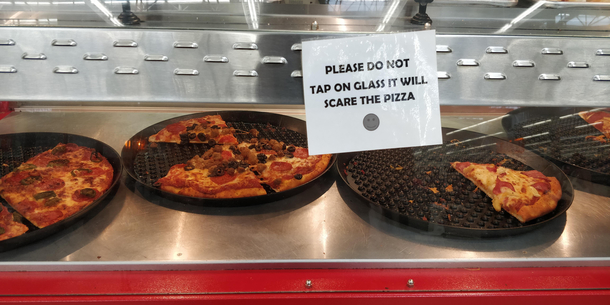 PLEASE DO NOT
TAP ON GLASS IT WILL
SCARE THE PIZZA